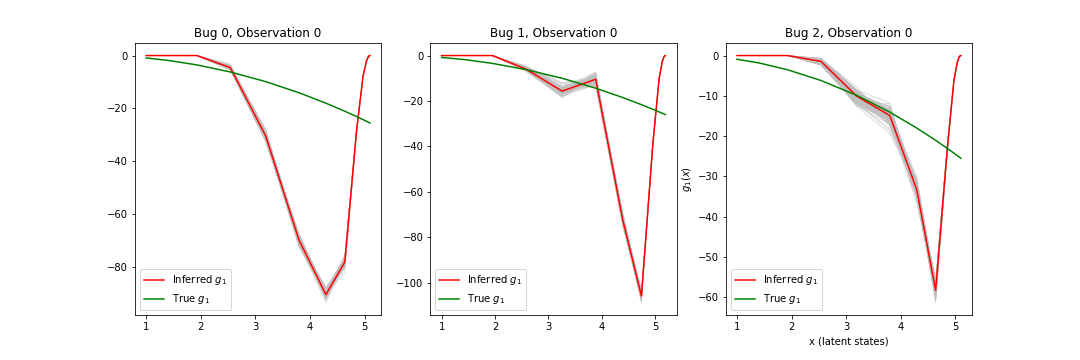 Bug 0, Observation 0
0
−20
−40
−60
−80
1 2 3 4 5
Inferred g₁
True g₁
Bug 1, Observation 0
0
−20
−40
−60
−80
−100
1 2 3 4 5
Inferred g₁
True g₁
Bug 2, Observation 0
g₁(x)
0
−10
−20
−30
−40
−50
−60
1 2 3 4 5
x (latent states)
Inferred g₁
True g₁